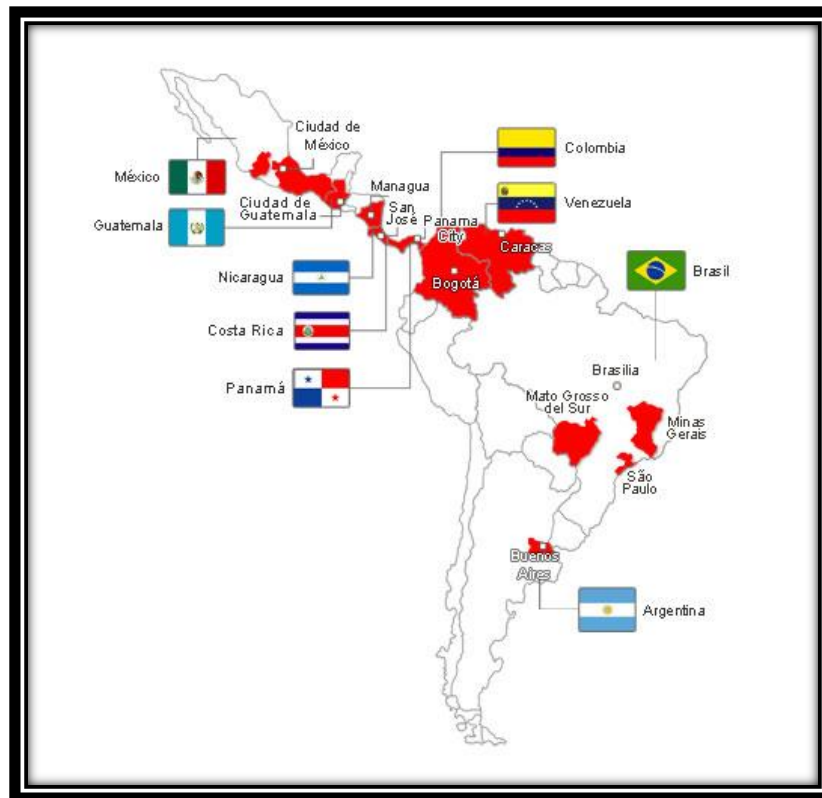 Ciudad de
México
México
Colombia
Managua
Ciudad de
Guatemala
San
José
Panama
City
Venezuela
Guatemala
Caracas
Nicaragua
Bogotá
Brasil
Costa Rica
Panamá
Brasilia
Mato Grosso
del Sur
Minas
Gerais
São
Paulo
Buenos
Aires
Argentina